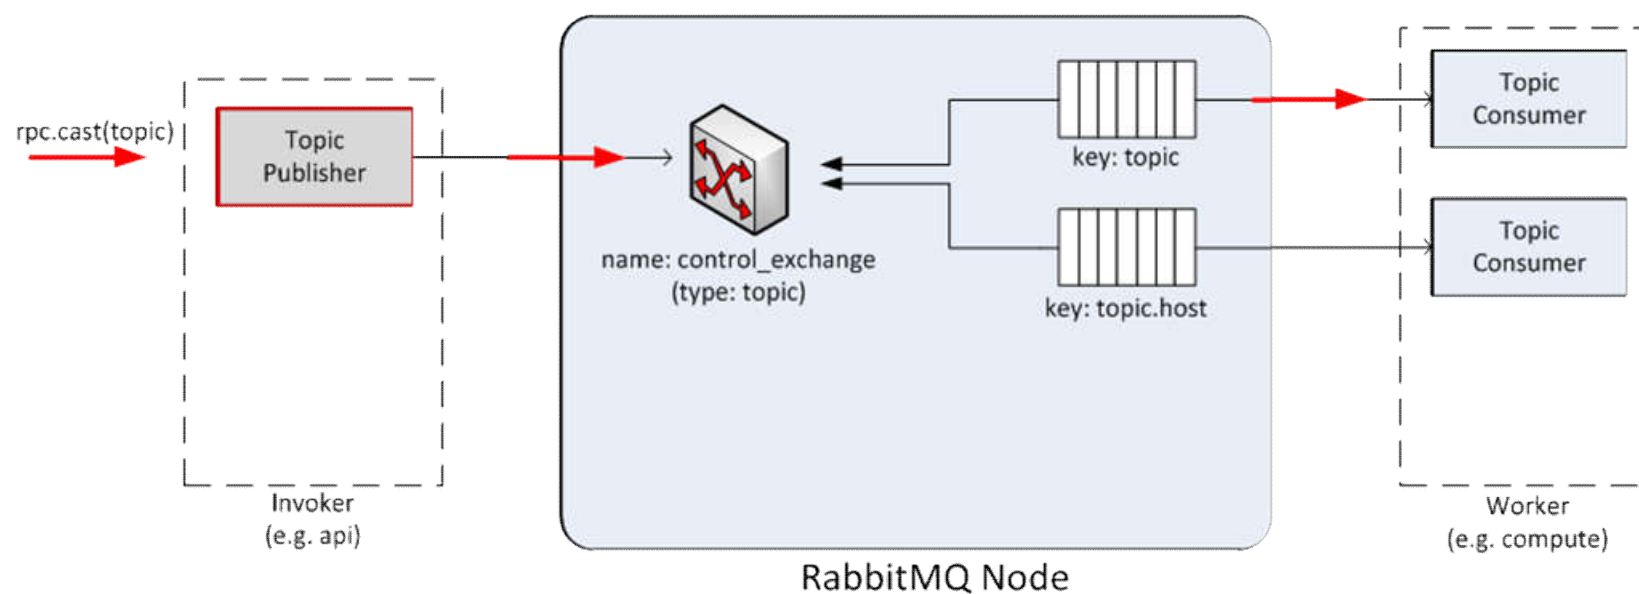 rpc.cast(topic)
Topic
Publisher
Invoker
(e.g. api)
name: control_exchange
(type: topic)
key: topic
key: topic.host
RabbitMQ Node
Topic
Consumer
Topic
Consumer
Worker
(e.g. compute)